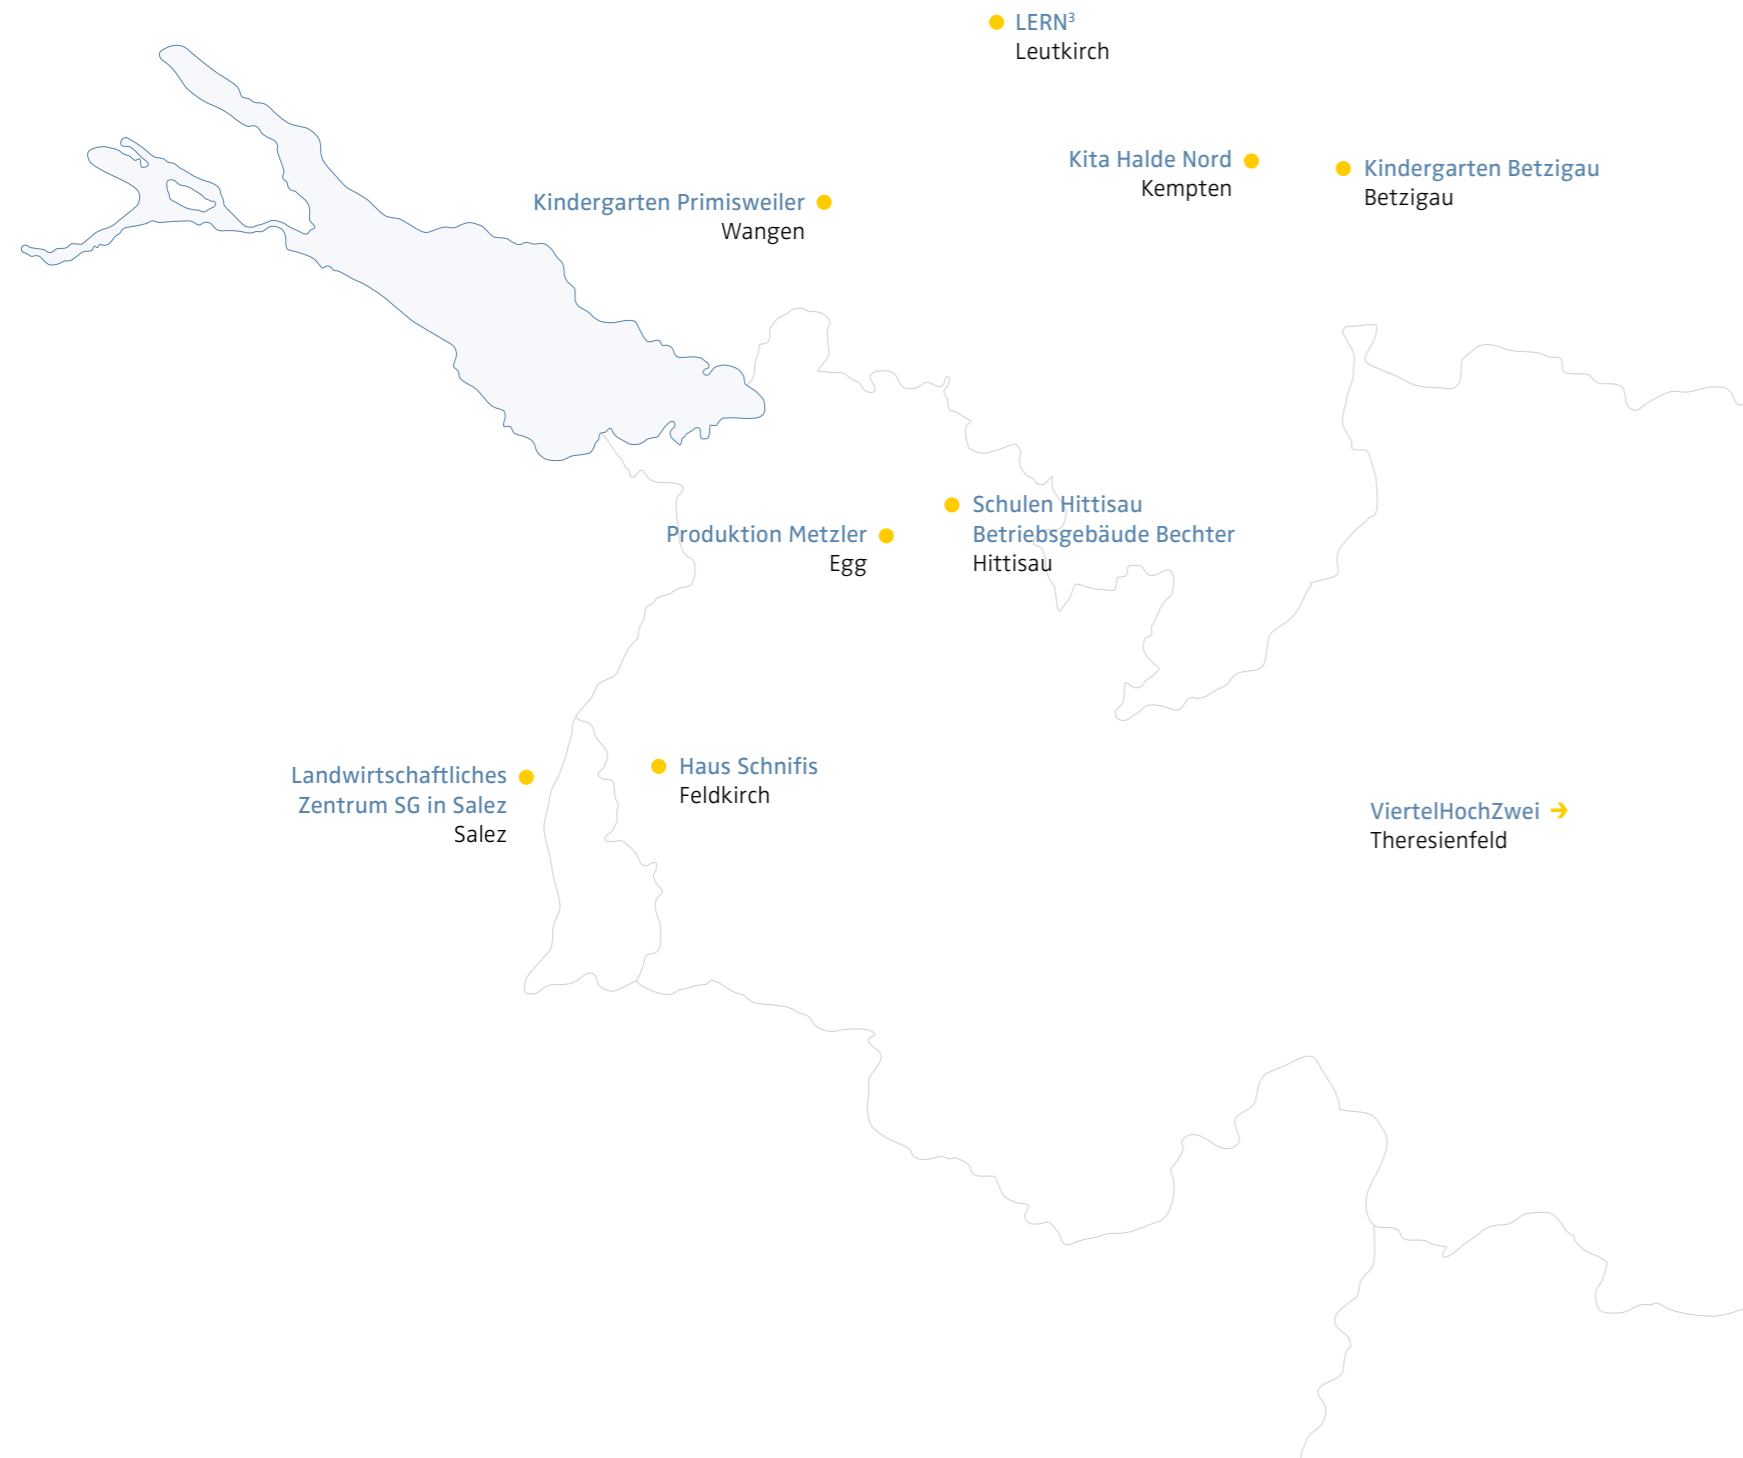 LERN³
Leutkirch
Kita Halde Nord
Kempten
Kindergarten Betzigau
Betzigau
Kindergarten Primisweiler
Wangen
Schulen Hittisau
Betriebsgebäude Bechter
Hittisau
Produktion Metzler
Egg
Landwirtschaftliches
Zentrum SG in Salez
Salez
Haus Schnifis
Feldkirch
ViertelHochZwei →
Theresienfeld